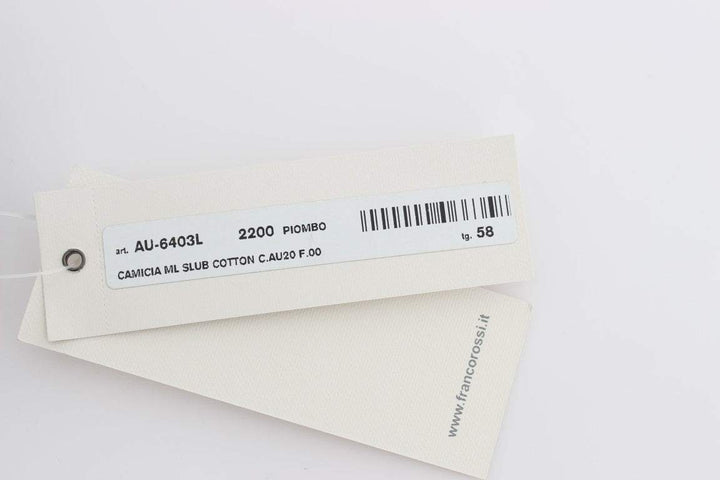 art. AU-6403L 2200 PIOMBO
tg. 58
CAMICIA ML SLUB COTTON C.AU20 F.00
www.francorossi.it